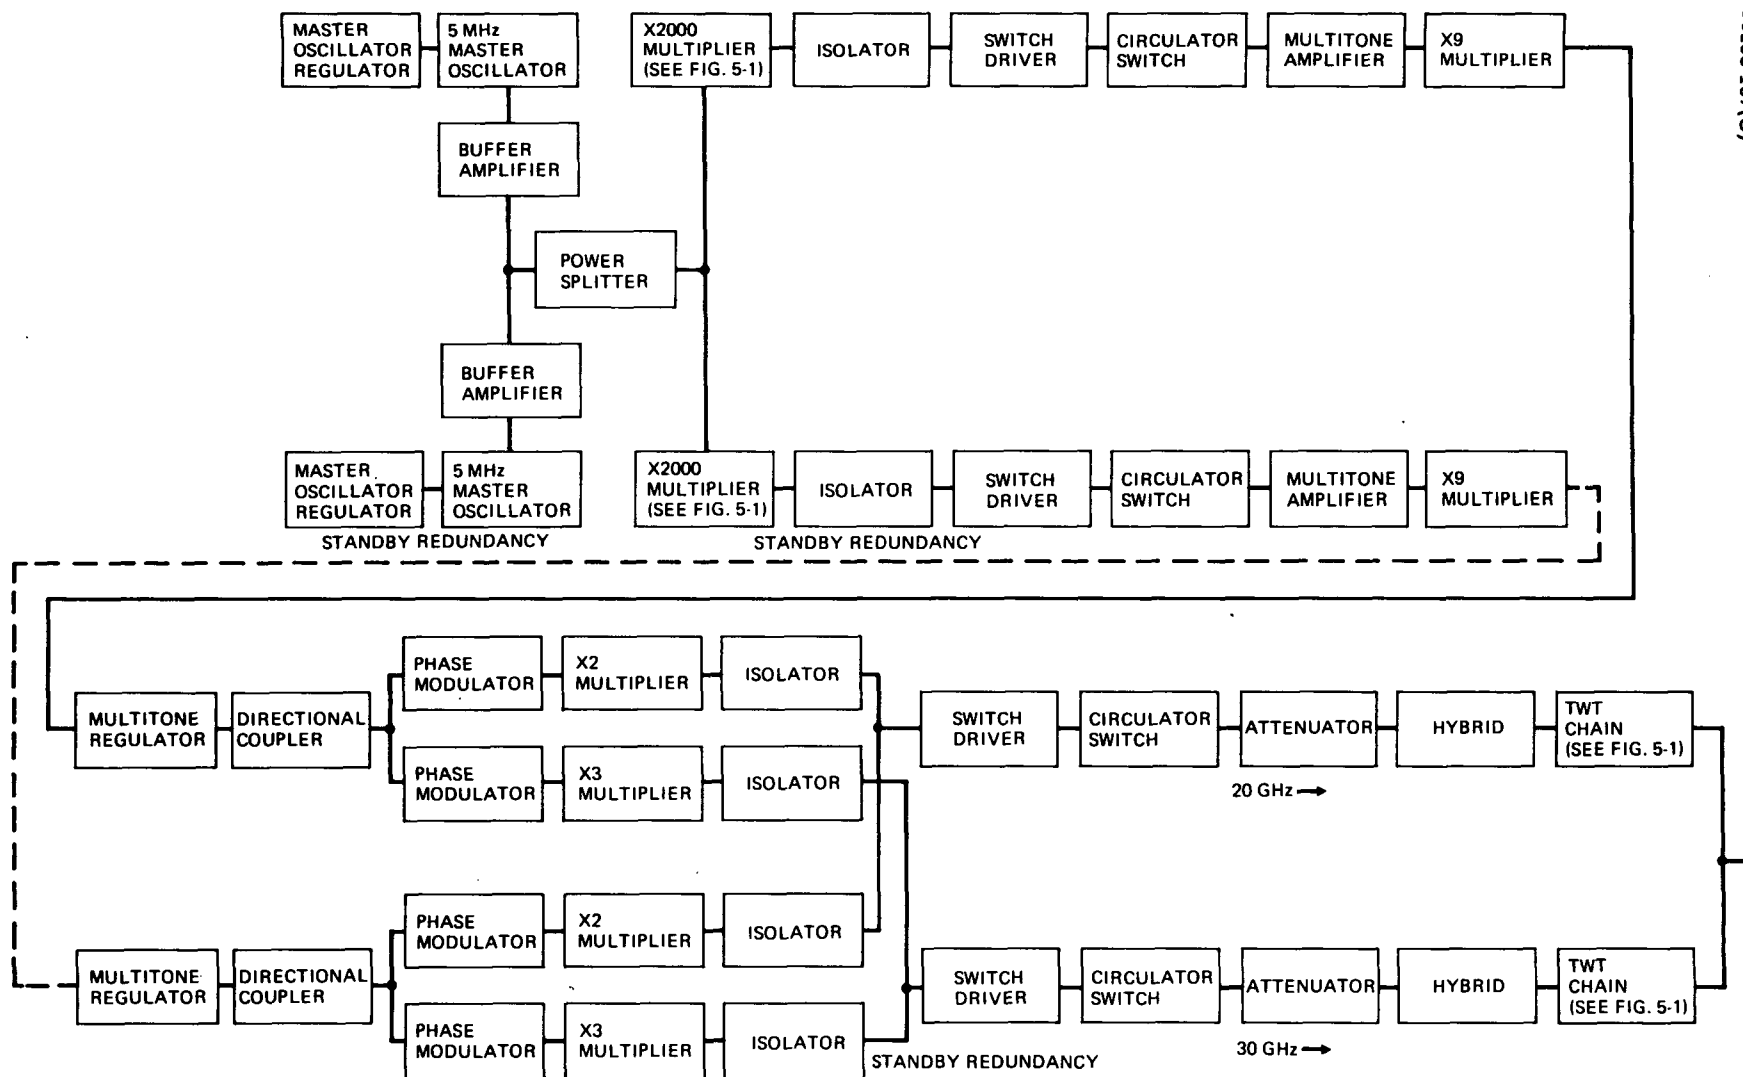 MASTER
OSCILLATOR
REGULATOR
5 MHz
MASTER
OSCILLATOR
X2000
MULTIPLIER
(SEE FIG. 5-1)
ISOLATOR
SWITCH
DRIVER
CIRCULATOR
SWITCH
MULTITONE
AMPLIFIER
X9
MULTIPLIER
BUFFER
AMPLIFIER
POWER
SPLITTER
BUFFER
AMPLIFIER
MASTER
OSCILLATOR
REGULATOR
5 MHz
MASTER
OSCILLATOR
X2000
MULTIPLIER
(SEE FIG. 5-1)
ISOLATOR
SWITCH
DRIVER
CIRCULATOR
SWITCH
MULTITONE
AMPLIFIER
X9
MULTIPLIER
STANDBY REDUNDANCY
STANDBY REDUNDANCY
MULTITONE
REGULATOR
DIRECTIONAL
COUPLER
PHASE
MODULATOR
X2
MULTIPLIER
ISOLATOR
PHASE
MODULATOR
X3
MULTIPLIER
ISOLATOR
SWITCH
DRIVER
CIRCULATOR
SWITCH
ATTENUATOR
HYBRID
TWT
CHAIN
(SEE FIG. 5-1)
20 GHz →
MULTITONE
REGULATOR
DIRECTIONAL
COUPLER
PHASE
MODULATOR
X2
MULTIPLIER
ISOLATOR
PHASE
MODULATOR
X3
MULTIPLIER
ISOLATOR
SWITCH
DRIVER
CIRCULATOR
SWITCH
ATTENUATOR
HYBRID
TWT
CHAIN
(SEE FIG. 5-1)
30 GHz →
STANDBY REDUNDANCY